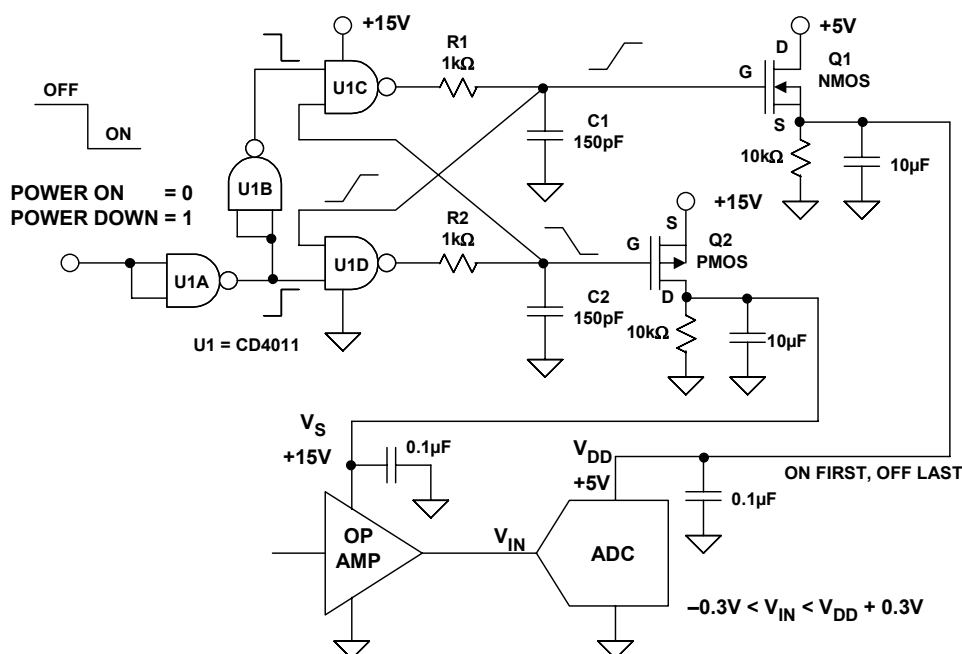 +15V
+5V
R1
1kΩ
D
Q1
NMOS
G
U1C
OFF
S
C1
150pF
ON
10kΩ
10µF
U1B
POWER ON = 0
POWER DOWN = 1
R2
1kΩ
+15V
S
Q2
PMOS
G
U1D
U1A
D
C2
150pF
10kΩ
10µF
U1 = CD4011
VS
+15V
0.1µF
VDD
+5V
ON FIRST, OFF LAST
0.1µF
OP
AMP
VIN
ADC
–0.3V < VIN < VDD + 0.3V